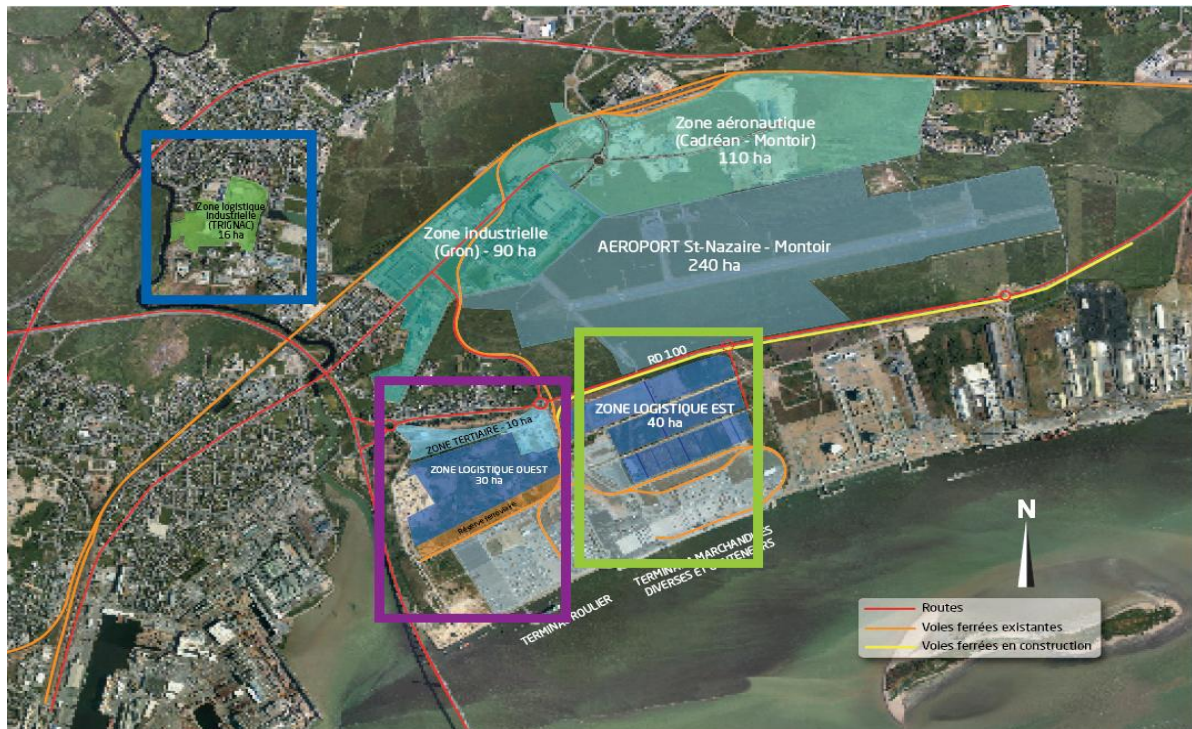 Zone aéronautique
(Cadréan - Montoir)
110 ha
Zone logistique
industrielle
(TRIGNAC)
16 ha
Zone industrielle
(Gron) - 90 ha
AEROPORT St-Nazaire - Montoir
240 ha
RD 100
ZONE LOGISTIQUE EST
40 ha
ZONE TERTIAIRE - 10 ha
ZONE LOGISTIQUE OUEST
30 ha
Réserve ferroviaire
TERMINAL À MARCHANDISES
DIVERSES ET CONTENEURS
TERMINAL ROULIER
N
Routes
Voies ferrées existantes
Voies ferrées en construction